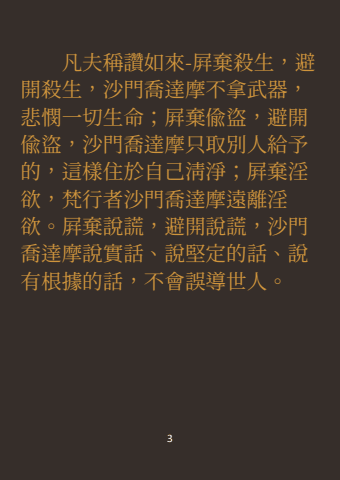 凡夫稱讚如來-屏棄殺生，避
開殺生，沙門喬達摩不拿武器，
悲憫一切生命；屏棄偷盜，避開
偷盜，沙門喬達摩只取別人給予
的，這樣住於自己清淨；屏棄淫
欲，梵行者沙門喬達摩遠離淫
欲。屏棄說謊，避開說謊，沙門
喬達摩說實話、說堅定的話、說
有根據的話，不會誤導世人。
3